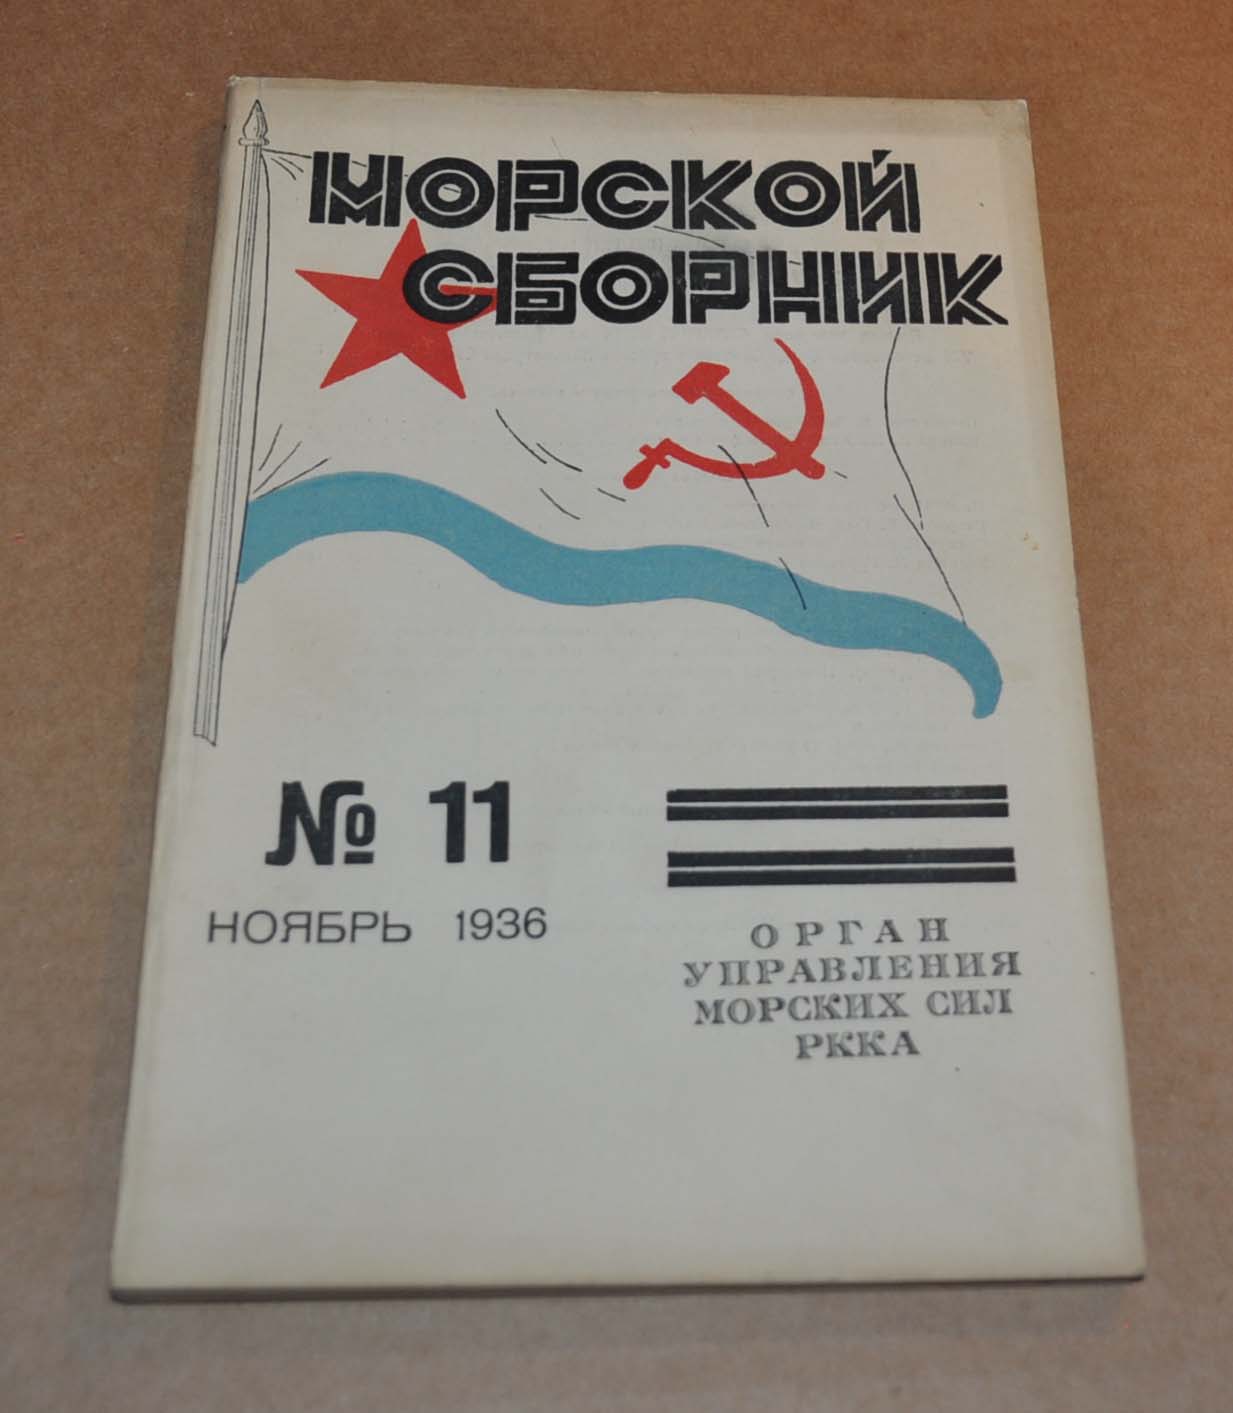 МОРСКОЙ
СБОРНИК
№ 11
НОЯБРЬ 1936
ОРГАН
УПРАВЛЕНИЯ
МОРСКИХ СИЛ
РККА